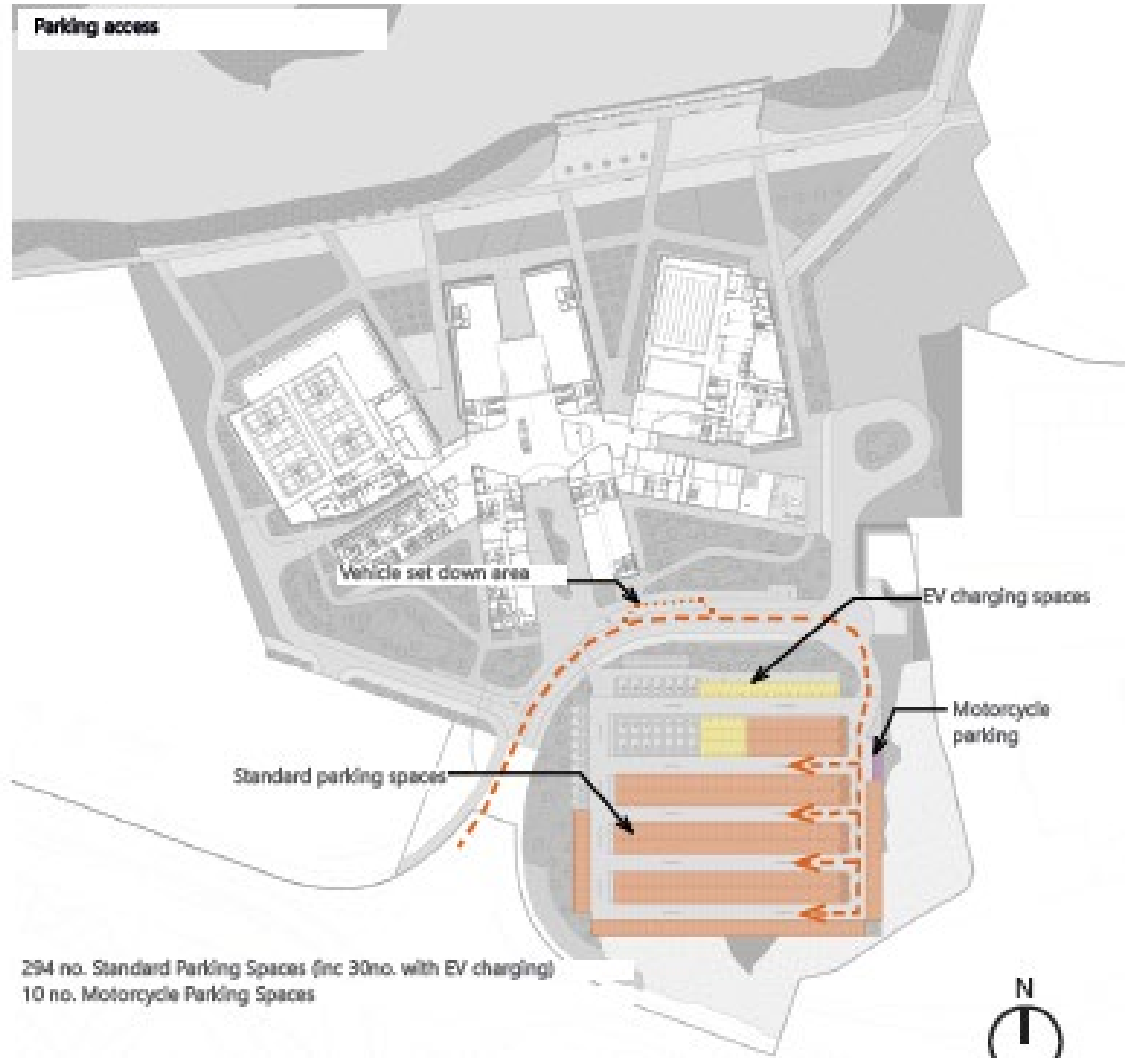 Parking access
Vehicle set down area
EV charging spaces
Motorcycle
parking
Standard parking spaces
294 no. Standard Parking Spaces (inc 30no. with EV charging)
10 no. Motorcycle Parking Spaces
N